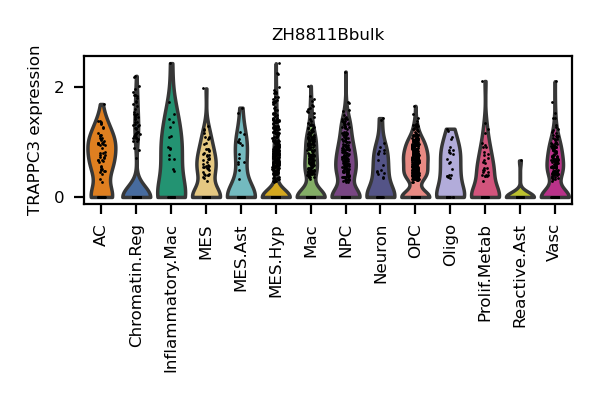 ZH8811Bbulk
TRAPPC3 expression
2
0
AC
Chromatin.Reg
Inflammatory.Mac
MES
MES.Ast
MES.Hyp
Mac
NPC
Neuron
OPC
Oligo
Prolif.Metab
Reactive.Ast
Vasc